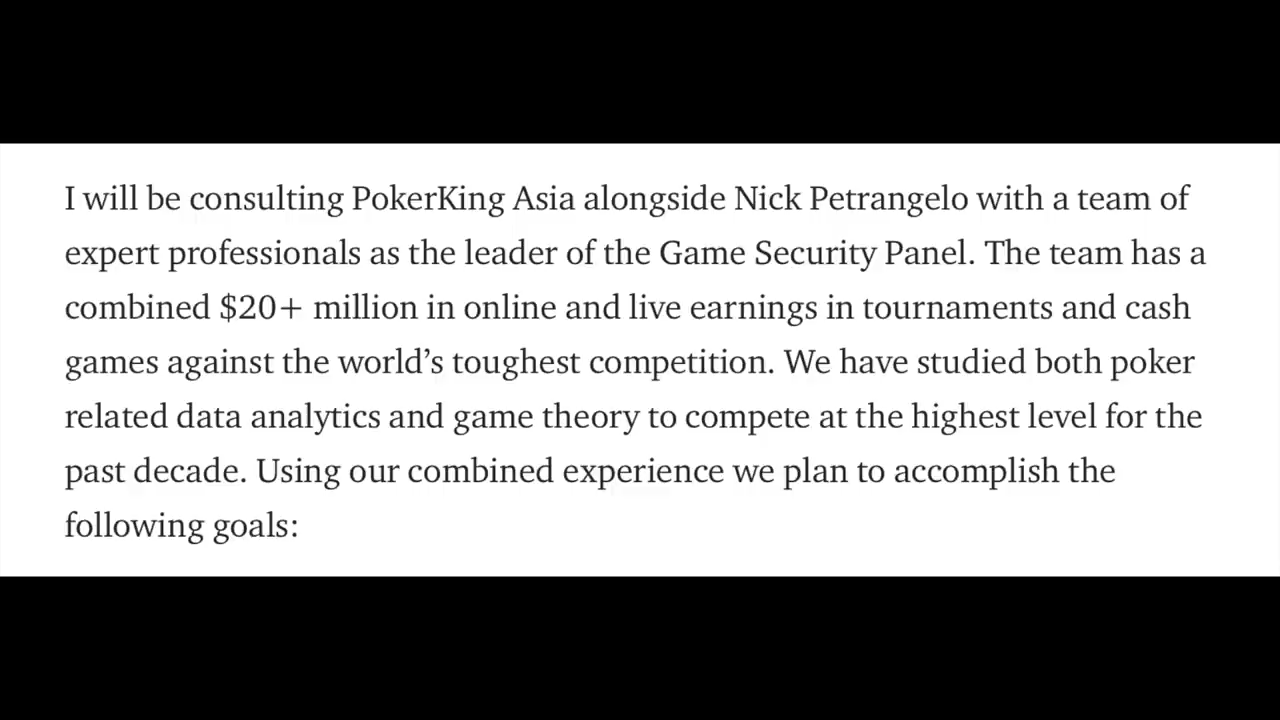 I will be consulting PokerKing Asia alongside Nick Petrangelo with a team of
expert professionals as the leader of the Game Security Panel. The team has a
combined $20+ million in online and live earnings in tournaments and cash
games against the world’s toughest competition. We have studied both poker
related data analytics and game theory to compete at the highest level for the
past decade. Using our combined experience we plan to accomplish the
following goals: